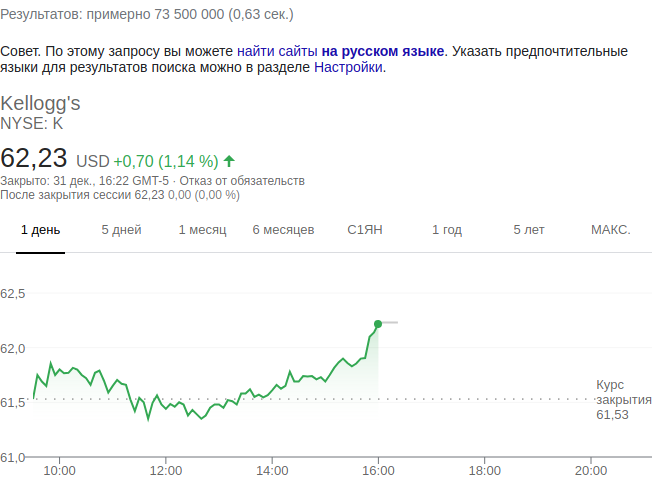 Результатов: примерно 73 500 000 (0,63 сек.)
Совет. По этому запросу вы можете найти сайты на русском языке. Указать предпочтительные
языки для результатов поиска можно в разделе Настройки.
Kellogg's
NYSE: K
62,23 USD +0,70 (1,14 %)
Закрыто: 31 дек., 16:22 GMT-5 · Отказ от обязательств
После закрытия сессии 62,23 0,00 (0,00 %)
1 день 5 дней 1 месяц 6 месяцев С1ЯН 1 год 5 лет МАКС.
62,5
62,0
61,5
61,0
Курс
закрытия
61,53
10:00 12:00 14:00 16:00 18:00 20:00